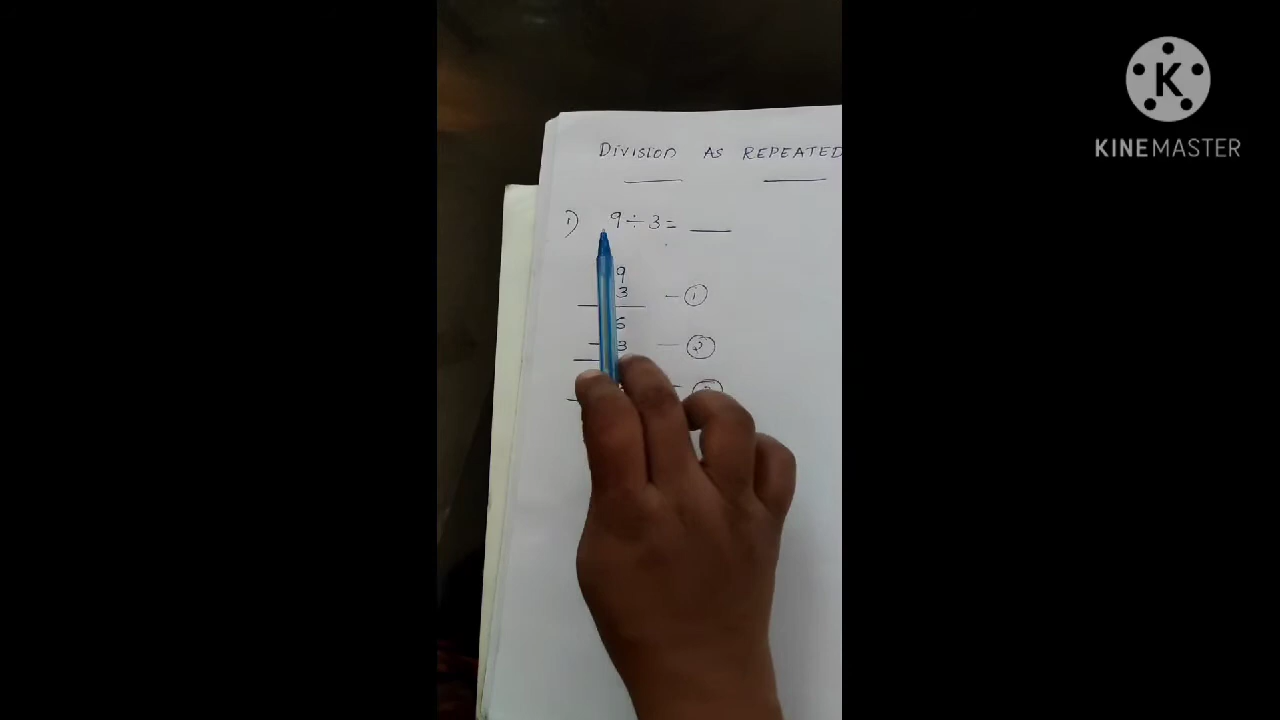 DIVISION AS REPEATED
1) 9 ÷ 3 = ___
9
3 — ①
6
– 3 — ②
K
KINEMASTER